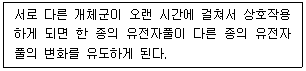 서로 다른 개체군이 오랜 시간에 걸쳐서 상호작용
하게 되면 한 종의 유전자풀이 다른 종의 유전자
풀의 변화를 유도하게 된다.